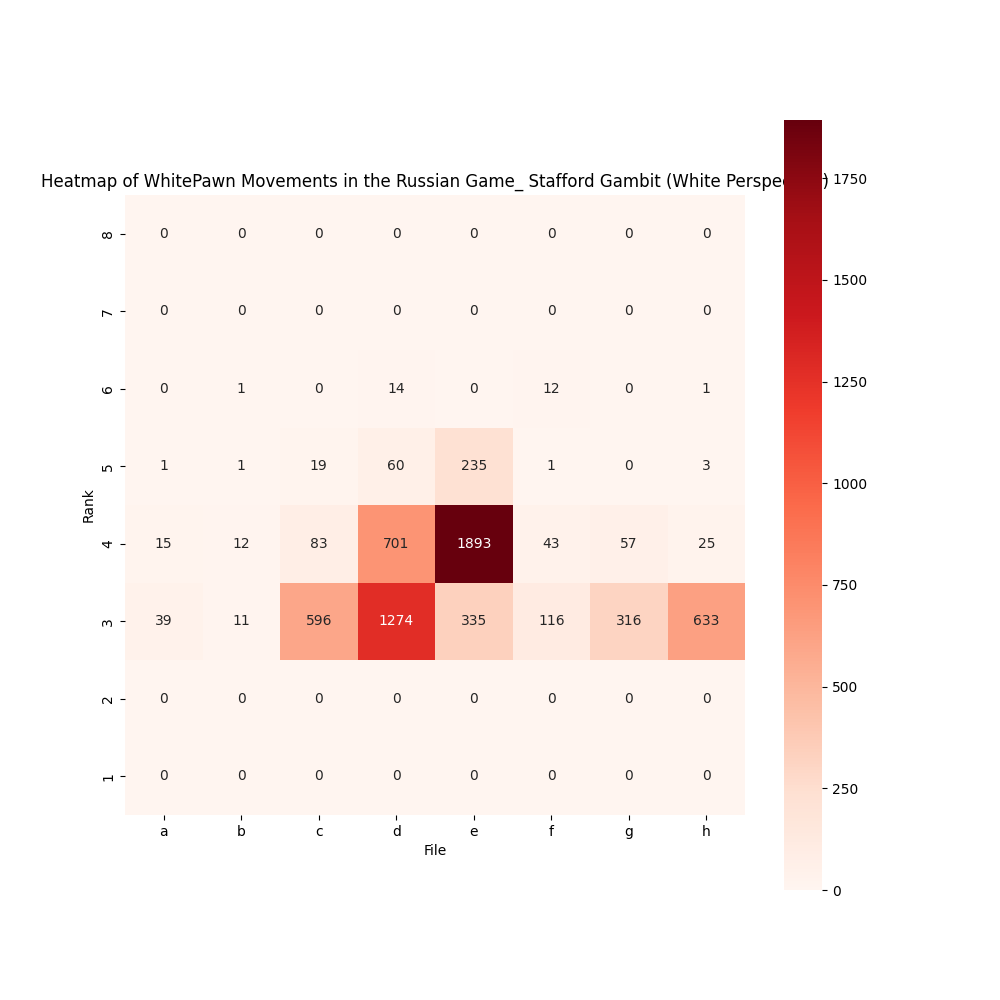 Heatmap of WhitePawn Movements in the Russian Game_ Stafford Gambit (White Perspe )
8 0 0 0 0 0 0 0 0
7 0 0 0 0 0 0 0 0
6 0 1 0 14 0 12 0 1
5 1 1 19 60 235 1 0 3
4 15 12 83 701 1893 43 57 25
3 39 11 596 1274 335 116 316 633
2 0 0 0 0 0 0 0 0
1 0 0 0 0 0 0 0 0
a b c d e f g h
Rank
File
1750
1500
1250
1000
750
500
250
0